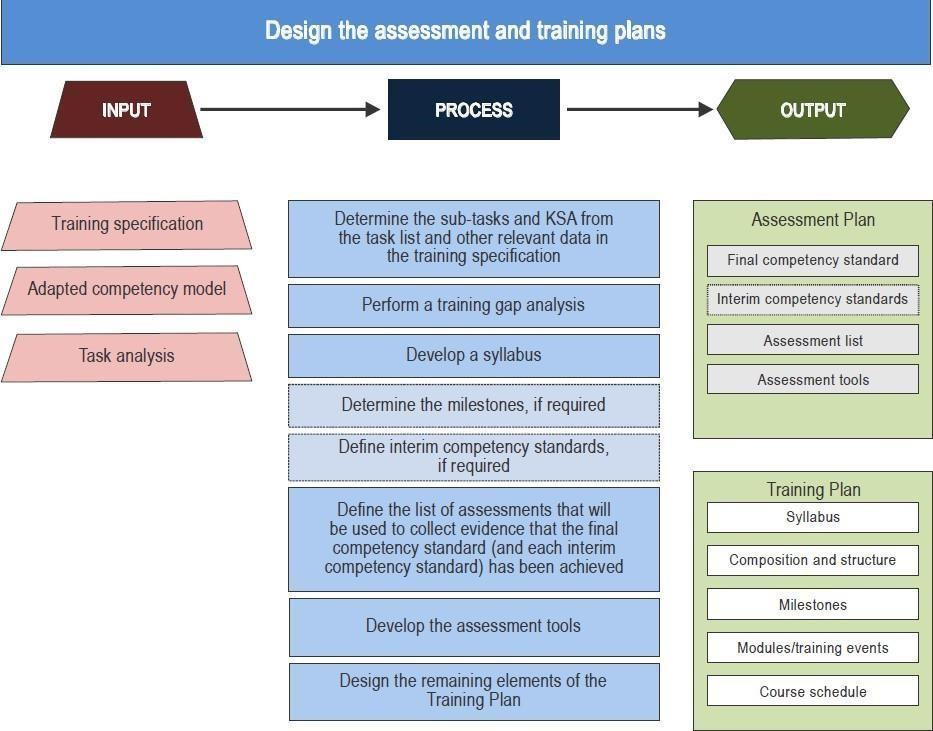 Design the assessment and training plans
INPUT
PROCESS
OUTPUT
Training specification
Adapted competency model
Task analysis
Determine the sub-tasks and KSA from
the task list and other relevant data in
the training specification
Perform a training gap analysis
Develop a syllabus
Determine the milestones, if required
Define interim competency standards,
if required
Define the list of assessments that will
be used to collect evidence that the final
competency standard (and each interim
competency standard) has been achieved
Develop the assessment tools
Design the remaining elements of the
Training Plan
Assessment Plan
Final competency standard
Interim competency standards
Assessment list
Assessment tools
Training Plan
Syllabus
Composition and structure
Milestones
Modules/training events
Course schedule